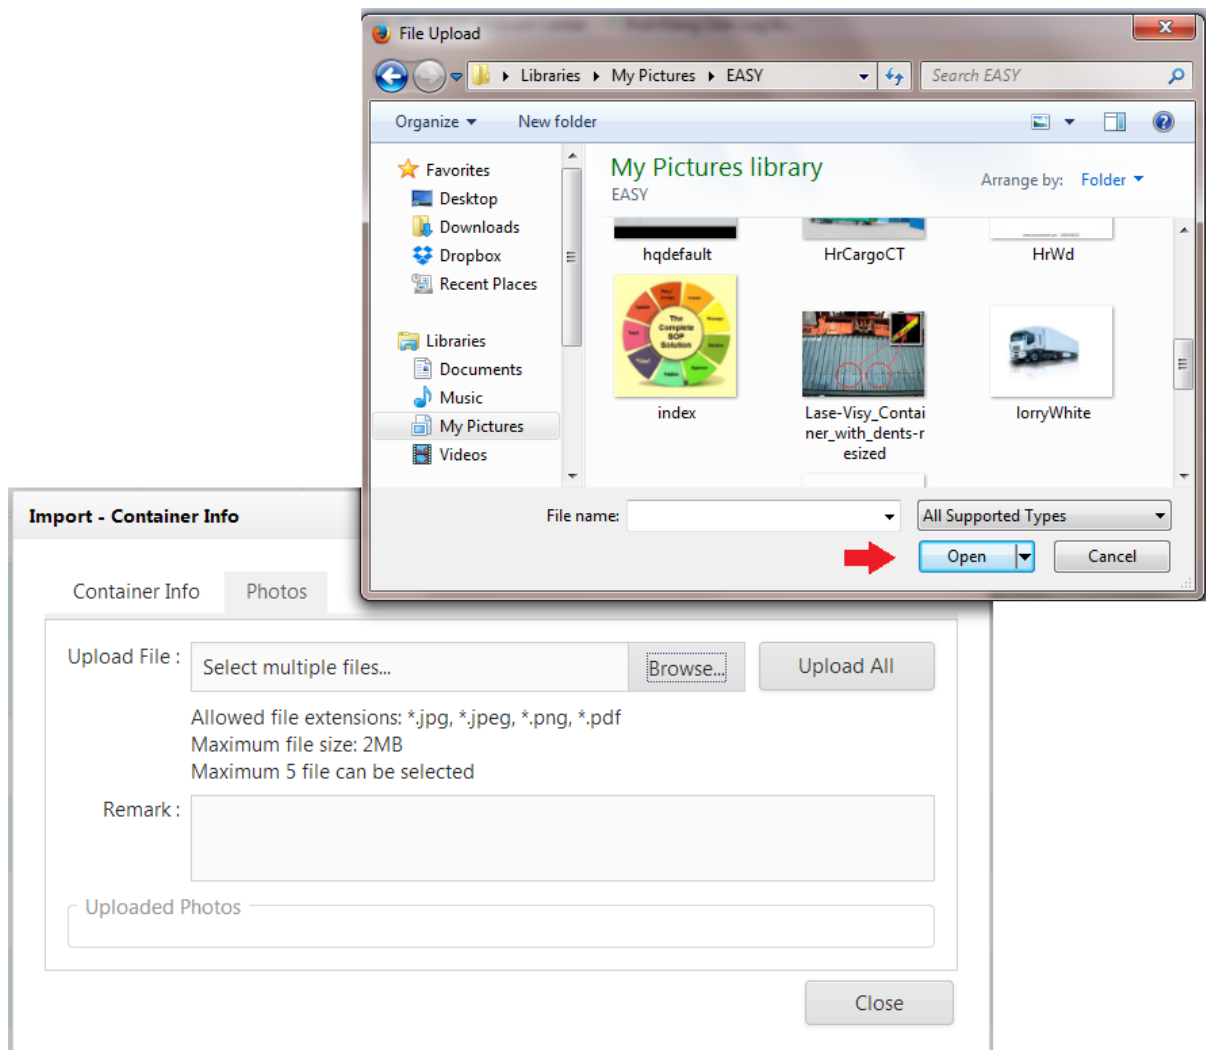 File Upload
Libraries
My Pictures
EASY
Search EASY
Organize
New folder
Favorites
Desktop
Downloads
Dropbox
Recent Places
Libraries
Documents
Music
My Pictures
Videos
My Pictures library
EASY
Arrange by: Folder
hqdefault
HrCargoCT
HrWd
The
Complete
SOP
Solution
index
Lase-Visy_Contai
ner_with_dents-r
esized
lorryWhite
File name:
All Supported Types
Open
Cancel
Import - Container Info
Container Info
Photos
Upload File :
Select multiple files...
Browse...
Upload All
Allowed file extensions: *.jpg, *.jpeg, *.png, *.pdf
Maximum file size: 2MB
Maximum 5 file can be selected
Remark :
Uploaded Photos
Close